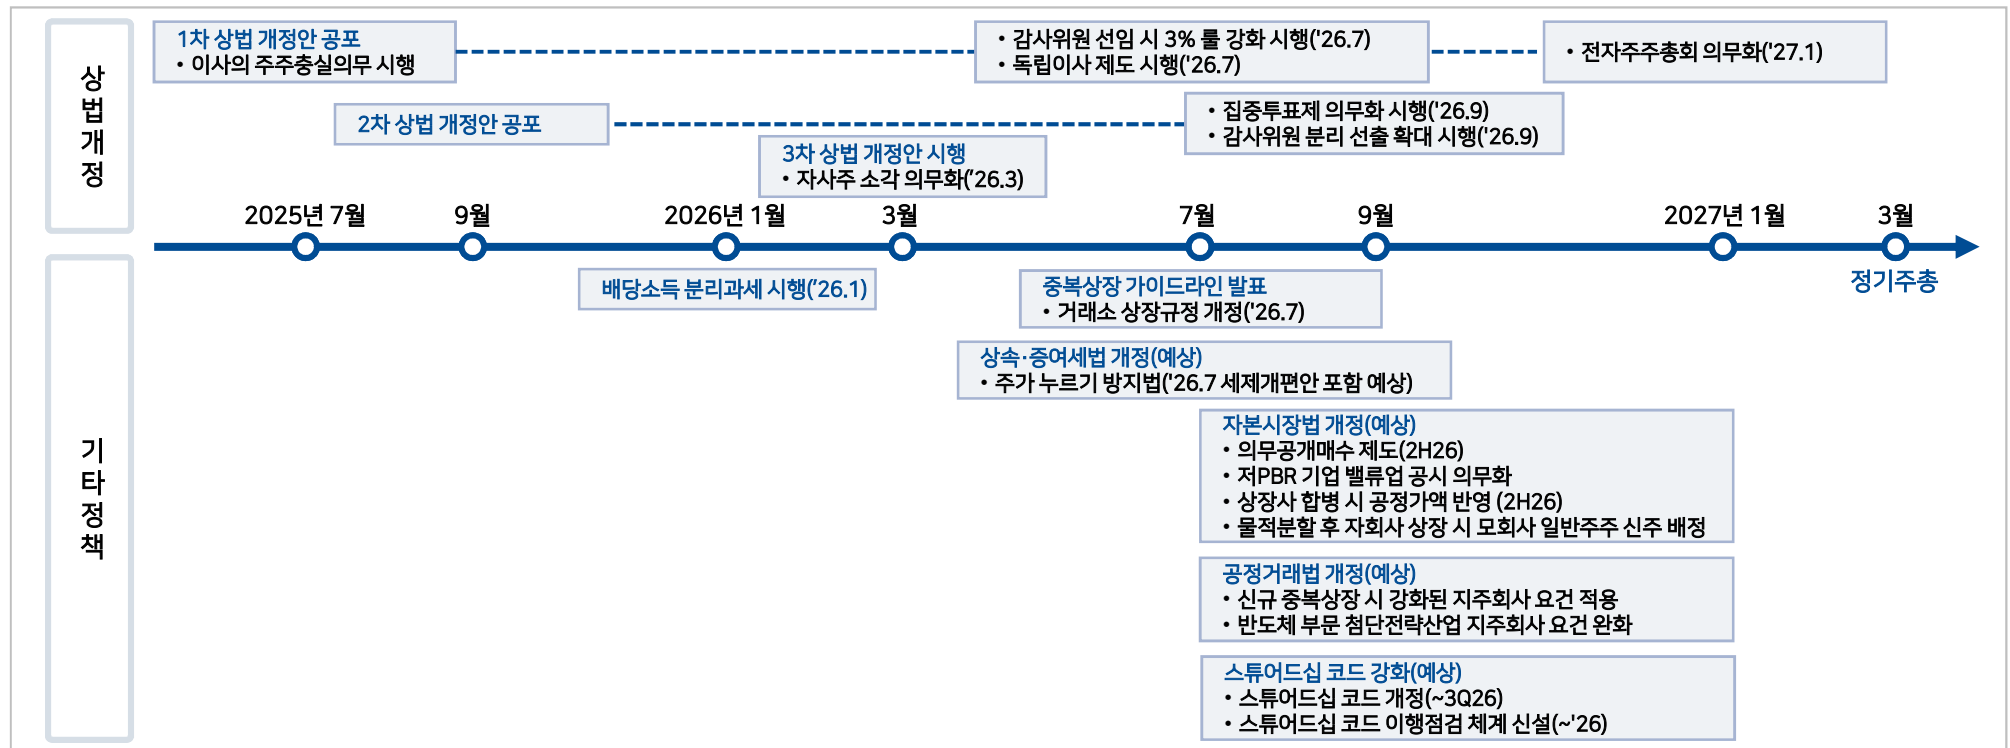 상법개정
1차 상법 개정안 공포
• 이사의 주주충실의무 시행
• 감사위원 선임 시 3% 룰 강화 시행('26.7)
• 독립이사 제도 시행('26.7)
• 전자주주총회 의무화('27.1)
2차 상법 개정안 공포
• 집중투표제 의무화 시행('26.9)
• 감사위원 분리 선출 확대 시행('26.9)
3차 상법 개정안 시행
• 자사주 소각 의무화('26.3)
2025년 7월 9월 2026년 1월 3월 7월 9월 2027년 1월 3월
정기주총
기타정책
배당소득 분리과세 시행('26.1)
중복상장 가이드라인 발표
• 거래소 상장규정 개정('26.7)
상속·증여세법 개정(예상)
• 주가 누르기 방지법('26.7 세제개편안 포함 예상)
자본시장법 개정(예상)
• 의무공개매수 제도(2H26)
• 저PBR 기업 밸류업 공시 의무화
• 상장사 합병 시 공정가액 반영 (2H26)
• 물적분할 후 자회사 상장 시 모회사 일반주주 신주 배정
공정거래법 개정(예상)
• 신규 중복상장 시 강화된 지주회사 요건 적용
• 반도체 부문 첨단전략산업 지주회사 요건 완화
스튜어드십 코드 강화(예상)
• 스튜어드십 코드 개정(~3Q26)
• 스튜어드십 코드 이행점검 체계 신설(~'26)